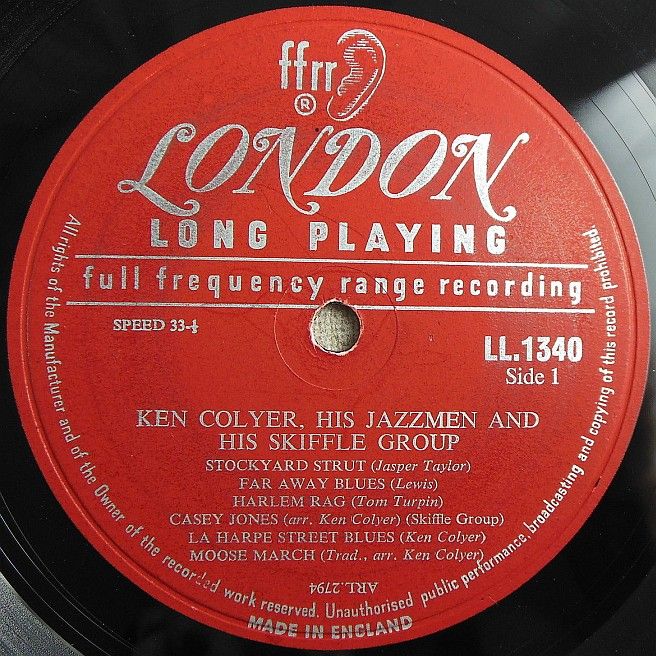 ffrr
®
LONDON
LONG PLAYING
full frequency range recording
SPEED 33-⅓
LL.1340
Side 1
KEN COLYER, HIS JAZZMEN AND
HIS SKIFFLE GROUP
STOCKYARD STRUT (Jasper Taylor)
FAR AWAY BLUES (Lewis)
HARLEM RAG (Tom Turpin)
CASEY JONES (arr. Ken Colyer) (Skiffle Group)
LA HARPE STREET BLUES (Ken Colyer)
MOOSE MARCH (Trad., arr. Ken Colyer)
ARL.2794
All rights of the Manufacturer and of the Owner of the recorded work reserved. Unauthorised public performance, broadcasting and copying of this record prohibited.
MADE IN ENGLAND